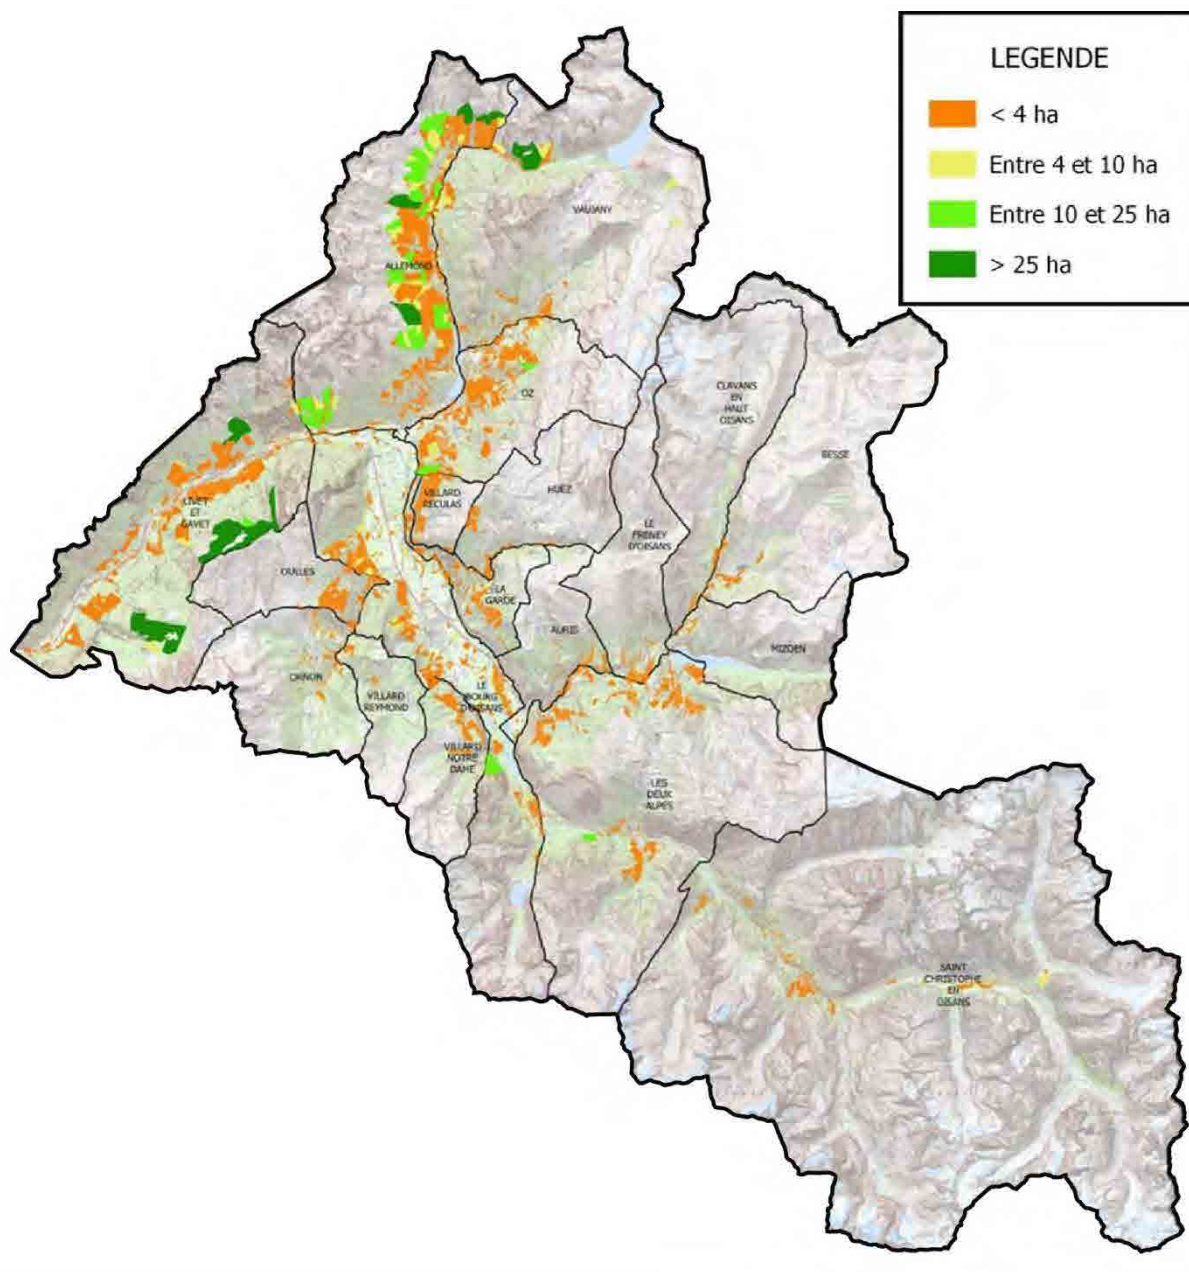 LEGENDE
< 4 ha
Entre 4 et 10 ha
Entre 10 et 25 ha
> 25 ha
VAUJANY
ALLEMOND
OZ
CLAVANS
EN
HAUT
OISANS
BESSE
HUEZ
VILLARD
RECULAS
LIVET
ET
GAVET
LE
FRENEY
D'OISANS
OULLES
LA
GARDE
AURIS
MIZOEN
ORNON
VILLARD
REYMOND
LE
BOURG
D'OISANS
VILLARD
NOTRE
DAME
LES
DEUX
ALPES
SAINT
CHRISTOPHE
EN
OISANS